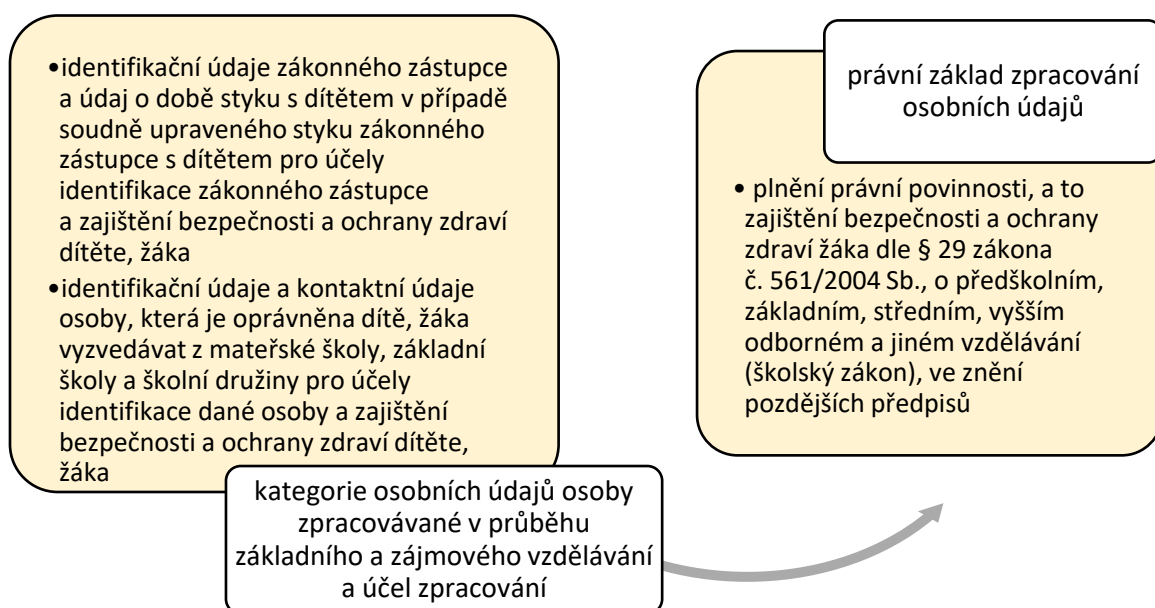 •identifikační údaje zákonného zástupce
a údaj o době styku s dítětem v případě
soudně upraveného styku zákonného
zástupce s dítětem pro účely
identifikace zákonného zástupce
a zajištění bezpečnosti a ochrany zdraví
dítěte, žáka
•identifikační údaje a kontaktní údaje
osoby, která je oprávněna dítě, žáka
vyzvedávat z mateřské školy, základní
školy a školní družiny pro účely
identifikace dané osoby a zajištění
bezpečnosti a ochrany zdraví dítěte,
žáka
kategorie osobních údajů osoby
zpracovávané v průběhu
základního a zájmového vzdělávání
a účel zpracování
právní základ zpracování
osobních údajů
• plnění právní povinnosti, a to
zajištění bezpečnosti a ochrany
zdraví žáka dle § 29 zákona
č. 561/2004 Sb., o předškolním,
základním, středním, vyšším
odborném a jiném vzdělávání
(školský zákon), ve znění
pozdějších předpisů